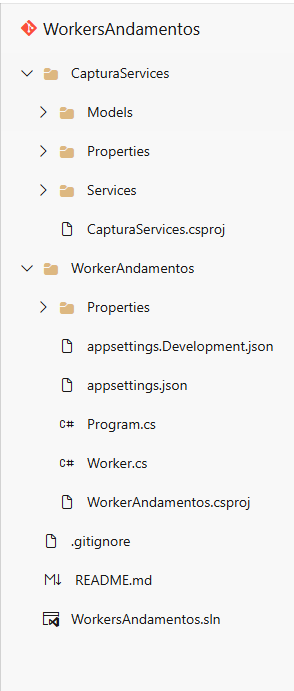 WorkersAndamentos
CapturaServices
Models
Properties
Services
CapturaServices.csproj
WorkerAndamentos
Properties
appsettings.Development.json
appsettings.json
C# Program.cs
C# Worker.cs
WorkerAndamentos.csproj
.gitignore
M↓ README.md
WorkersAndamentos.sln